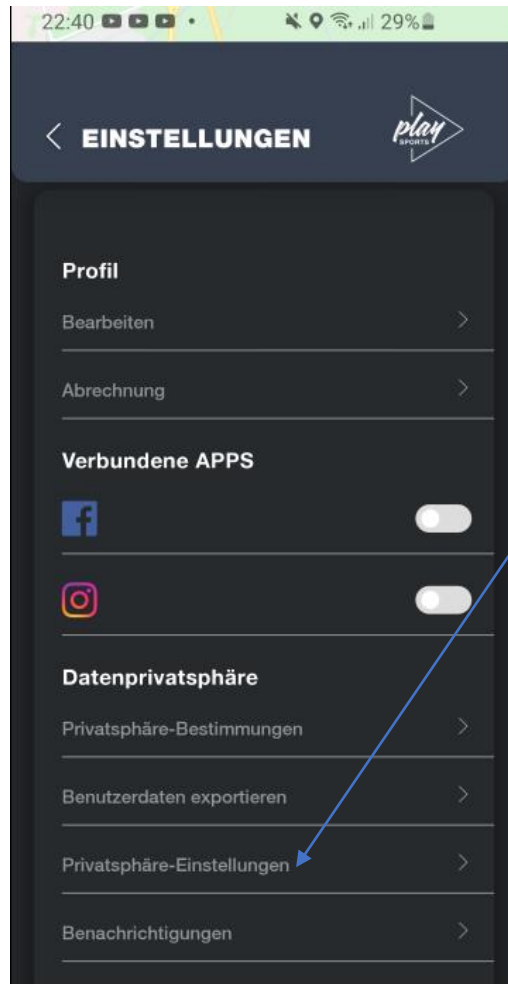 22:40 29%
EINSTELLUNGEN
play
SPORTS
Profil
Bearbeiten
Abrechnung
Verbundene APPS
Datenprivatsphäre
Privatsphäre-Bestimmungen
Benutzerdaten exportieren
Privatsphäre-Einstellungen
Benachrichtigungen